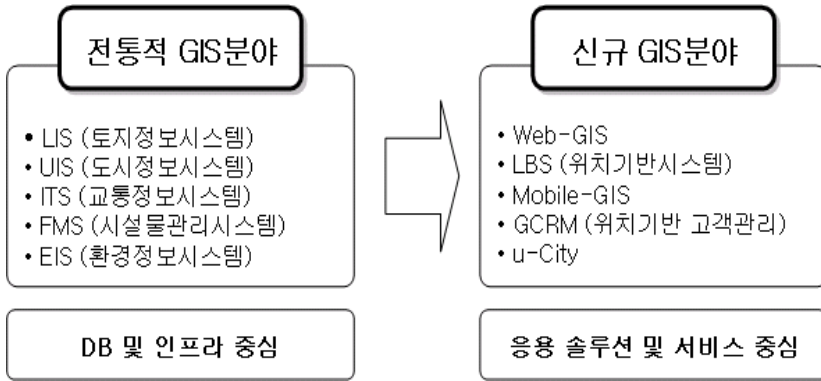 전통적 GIS분야
• LIS (토지정보시스템)
• UIS (도시정보시스템)
• ITS (교통정보시스템)
• FMS (시설물관리시스템)
• EIS (환경정보시스템)
DB 및 인프라 중심
신규 GIS분야
• Web-GIS
• LBS (위치기반시스템)
• Mobile-GIS
• GCRM (위치기반 고객관리)
• u-City
응용 솔루션 및 서비스 중심